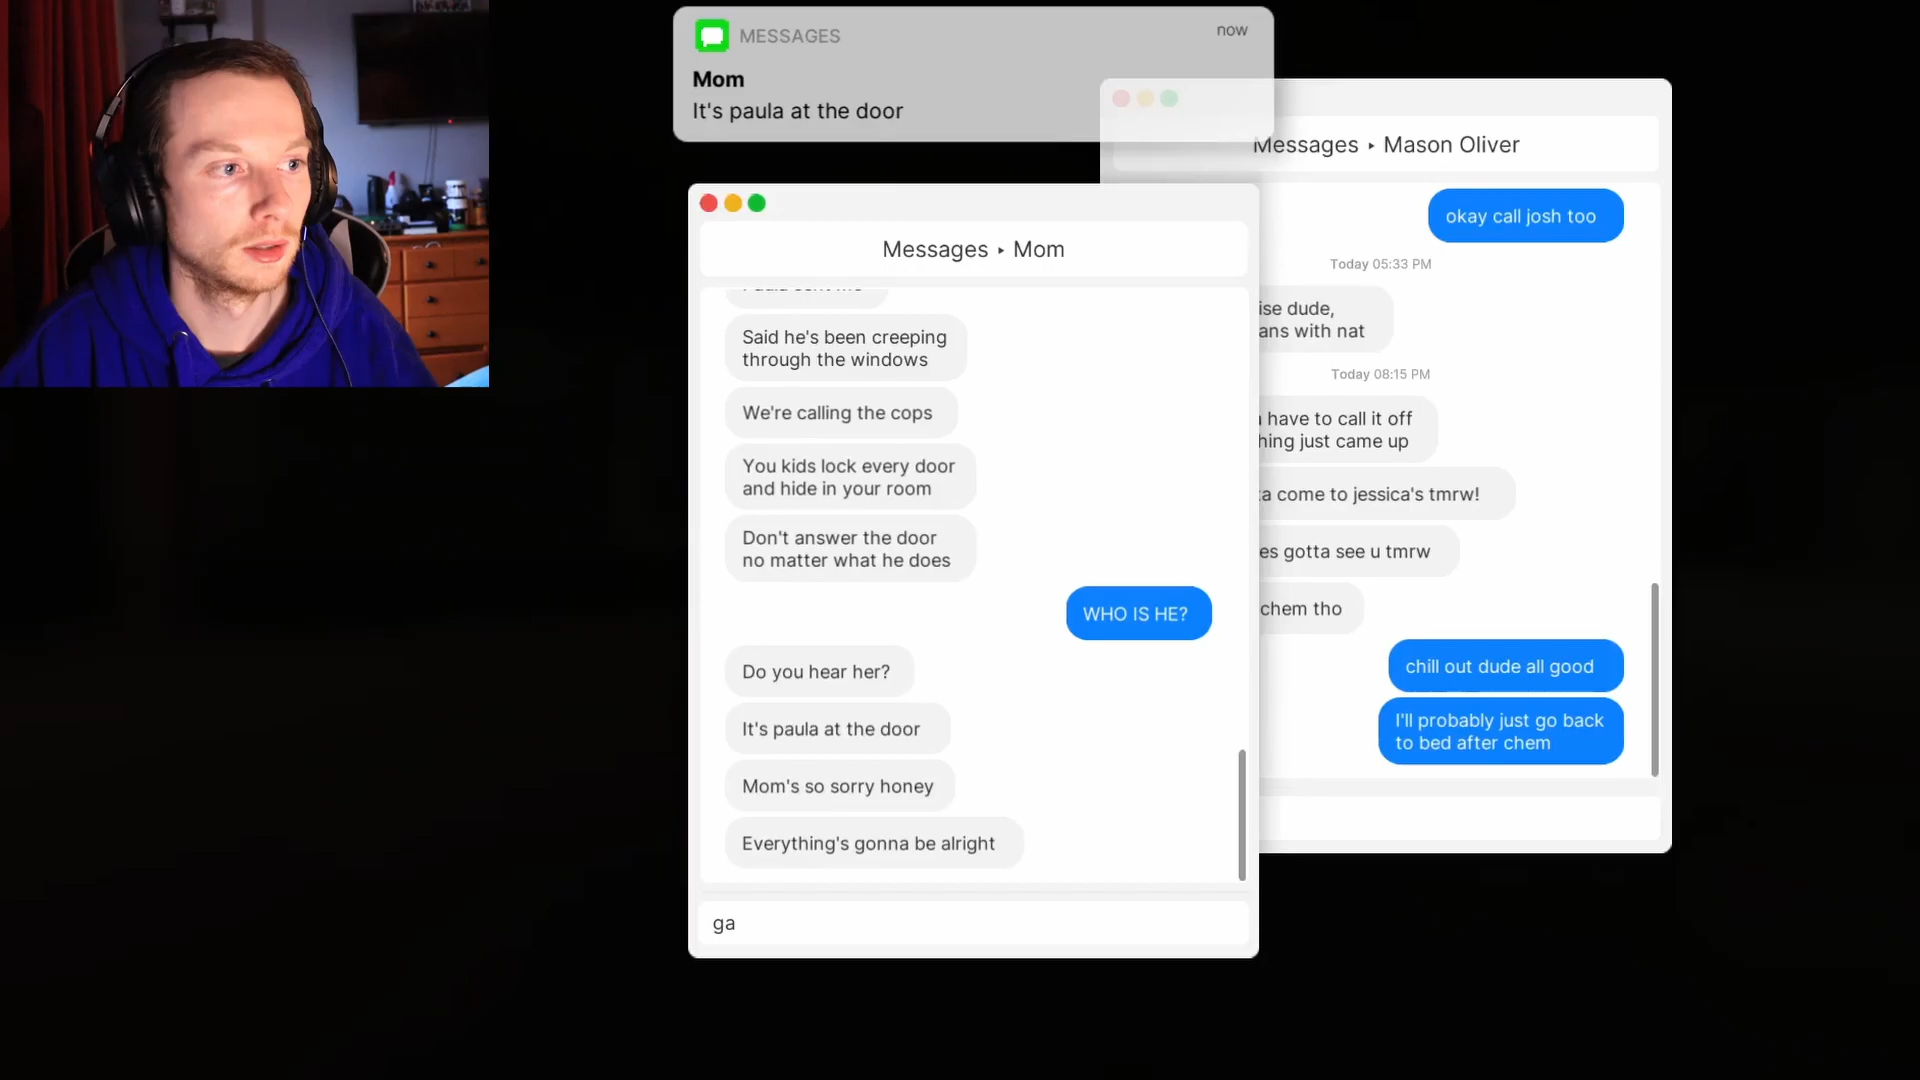 MESSAGES
now
Mom
It's paula at the door
Messages ▸ Mason Oliver
okay call josh too
Today 05:33 PM
ise dude,
ans with nat
Today 08:15 PM
have to call it off
hing just came up
a come to jessica's tmrw!
es gotta see u tmrw
chem tho
chill out dude all good
I'll probably just go back
to bed after chem
Messages ▸ Mom
Said he's been creeping
through the windows
We're calling the cops
You kids lock every door
and hide in your room
Don't answer the door
no matter what he does
WHO IS HE?
Do you hear her?
It's paula at the door
Mom's so sorry honey
Everything's gonna be alright
ga